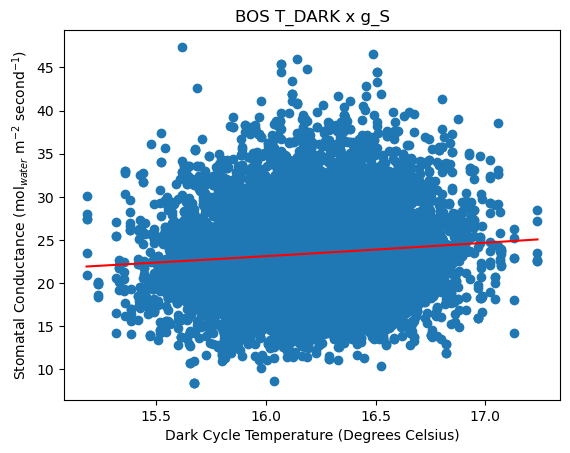 BOS T_DARK x g_S
Stomatal Conductance (mol_water m⁻² second⁻¹)
45
40
35
30
25
20
15
10
15.5 16.0 16.5 17.0
Dark Cycle Temperature (Degrees Celsius)